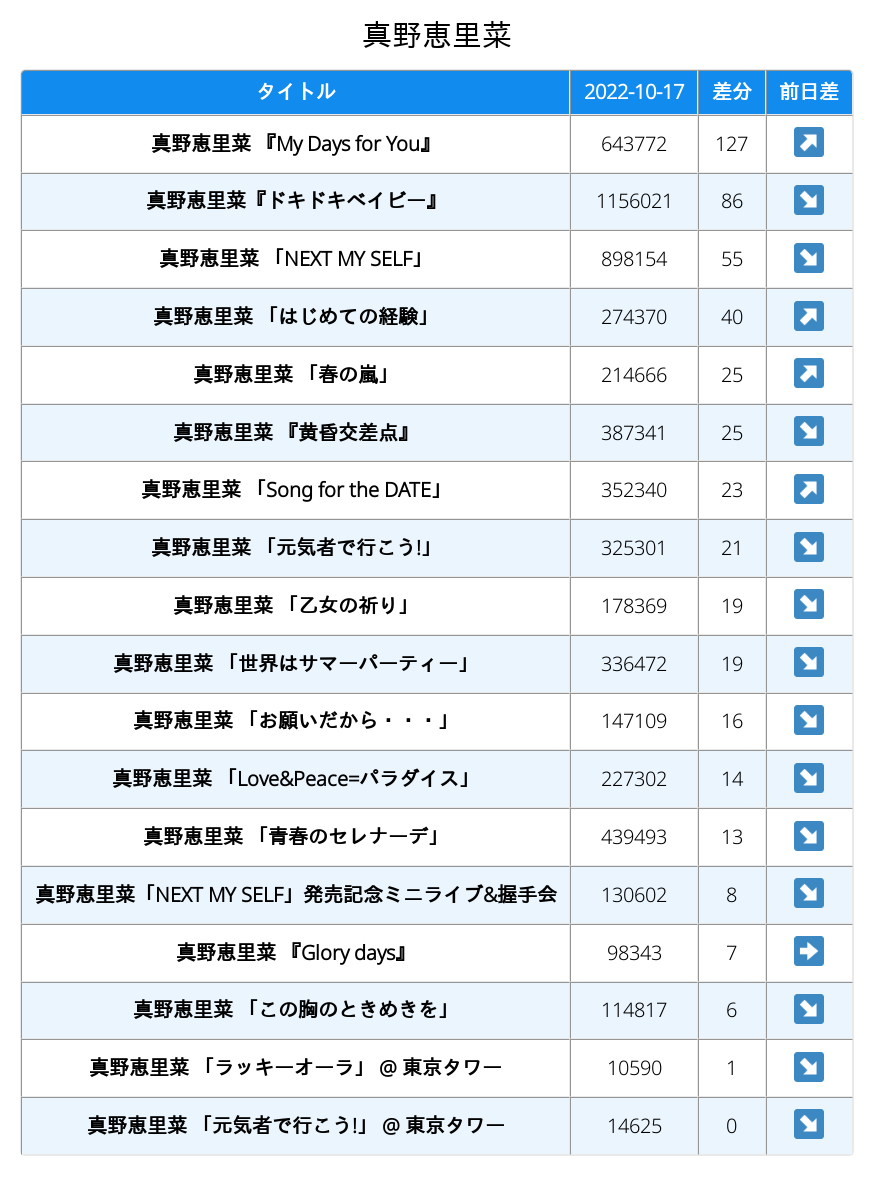 真野恵里菜
タイトル 2022-10-17 差分 前日差
真野恵里菜 『My Days for You』 643772 127 ↗
真野恵里菜『ドキドキベイビー』 1156021 86 ↘
真野恵里菜 「NEXT MY SELF」 898154 55 ↘
真野恵里菜 「はじめての経験」 274370 40 ↗
真野恵里菜 「春の嵐」 214666 25 ↗
真野恵里菜 『黄昏交差点』 387341 25 ↘
真野恵里菜 「Song for the DATE」 352340 23 ↗
真野恵里菜 「元気者で行こう!」 325301 21 ↘
真野恵里菜 「乙女の祈り」 178369 19 ↘
真野恵里菜 「世界はサマーパーティー」 336472 19 ↘
真野恵里菜 「お願いだから・・・」 147109 16 ↘
真野恵里菜 「Love&Peace=パラダイス」 227302 14 ↘
真野恵里菜 「青春のセレナーデ」 439493 13 ↘
真野恵里菜「NEXT MY SELF」発売記念ミニライブ&握手会 130602 8 ↘
真野恵里菜 『Glory days』 98343 7 ➡
真野恵里菜 「この胸のときめきを」 114817 6 ↘
真野恵里菜 「ラッキーオーラ」 @ 東京タワー 10590 1 ↘
真野恵里菜 「元気者で行こう!」 @ 東京タワー 14625 0 ↘